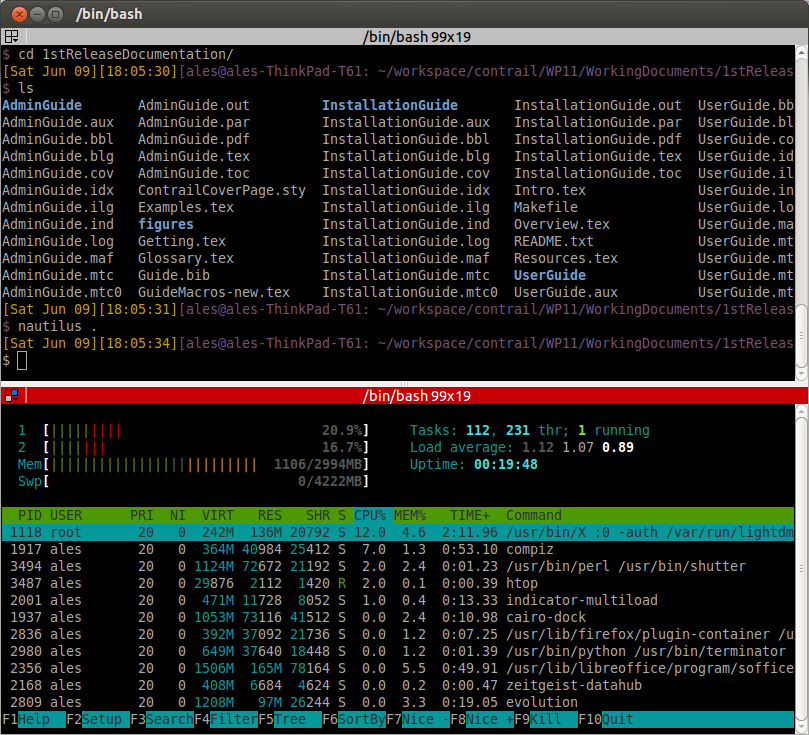 /bin/bash
/bin/bash 99x19
$ cd 1stReleaseDocumentation/
[Sat Jun 09][18:05:30][ales@ales-ThinkPad-T61: ~/workspace/contrail/WP11/WorkingDocuments/1stReleas
$ ls
AdminGuide AdminGuide.out InstallationGuide InstallationGuide.out UserGuide.bb
AdminGuide.aux AdminGuide.par InstallationGuide.aux InstallationGuide.par UserGuide.bl
AdminGuide.bbl AdminGuide.pdf InstallationGuide.bbl InstallationGuide.pdf UserGuide.co
AdminGuide.blg AdminGuide.tex InstallationGuide.blg InstallationGuide.tex UserGuide.id
AdminGuide.cov AdminGuide.toc InstallationGuide.cov InstallationGuide.toc UserGuide.il
AdminGuide.idx ContrailCoverPage.sty InstallationGuide.idx Intro.tex UserGuide.in
AdminGuide.ilg Examples.tex InstallationGuide.ilg Makefile UserGuide.lo
AdminGuide.ind figures InstallationGuide.ind Overview.tex UserGuide.ma
AdminGuide.log Getting.tex InstallationGuide.log README.txt UserGuide.mt
AdminGuide.maf Glossary.tex InstallationGuide.maf Resources.tex UserGuide.mt
AdminGuide.mtc Guide.bib InstallationGuide.mtc UserGuide UserGuide.mt
AdminGuide.mtc0 GuideMacros-new.tex InstallationGuide.mtc0 UserGuide.aux UserGuide.mt
[Sat Jun 09][18:05:31][ales@ales-ThinkPad-T61: ~/workspace/contrail/WP11/WorkingDocuments/1stReleas
$ nautilus .
[Sat Jun 09][18:05:34][ales@ales-ThinkPad-T61: ~/workspace/contrail/WP11/WorkingDocuments/1stReleas
$
/bin/bash 99x19
1 [||||||||| 20.9%] Tasks: 112, 231 thr; 1 running
2 [||||||| 16.7%] Load average: 1.12 1.07 0.89
Mem[|||||||||||||||||||||||||| 1106/2994MB] Uptime: 00:19:48
Swp[ 0/4222MB]
PID USER PRI NI VIRT RES SHR S CPU% MEM% TIME+ Command
1118 root 20 0 242M 136M 20792 S 12.0 4.6 2:11.96 /usr/bin/X :0 -auth /var/run/lightdm
1917 ales 20 0 364M 40984 25412 S 7.0 1.3 0:53.10 compiz
3494 ales 20 0 1124M 72672 21192 S 2.0 2.4 0:01.23 /usr/bin/perl /usr/bin/shutter
3487 ales 20 0 29876 2112 1420 R 2.0 0.1 0:00.39 htop
2001 ales 20 0 471M 11728 8052 S 1.0 0.4 0:13.33 indicator-multiload
1937 ales 20 0 1053M 73116 41512 S 0.0 2.4 0:10.98 cairo-dock
2836 ales 20 0 392M 37092 21736 S 0.0 1.2 0:07.25 /usr/lib/firefox/plugin-container /u
2980 ales 20 0 649M 37640 18448 S 0.0 1.2 0:01.39 /usr/bin/python /usr/bin/terminator
2356 ales 20 0 1506M 165M 78164 S 0.0 5.5 0:49.91 /usr/lib/libreoffice/program/soffice
2168 ales 20 0 408M 6684 4624 S 0.0 0.2 0:00.47 zeitgeist-datahub
2809 ales 20 0 1208M 97M 26244 S 0.0 3.3 0:19.05 evolution
F1Help F2Setup F3SearchF4FilterF5Tree F6SortByF7Nice -F8Nice +F9Kill F10Quit